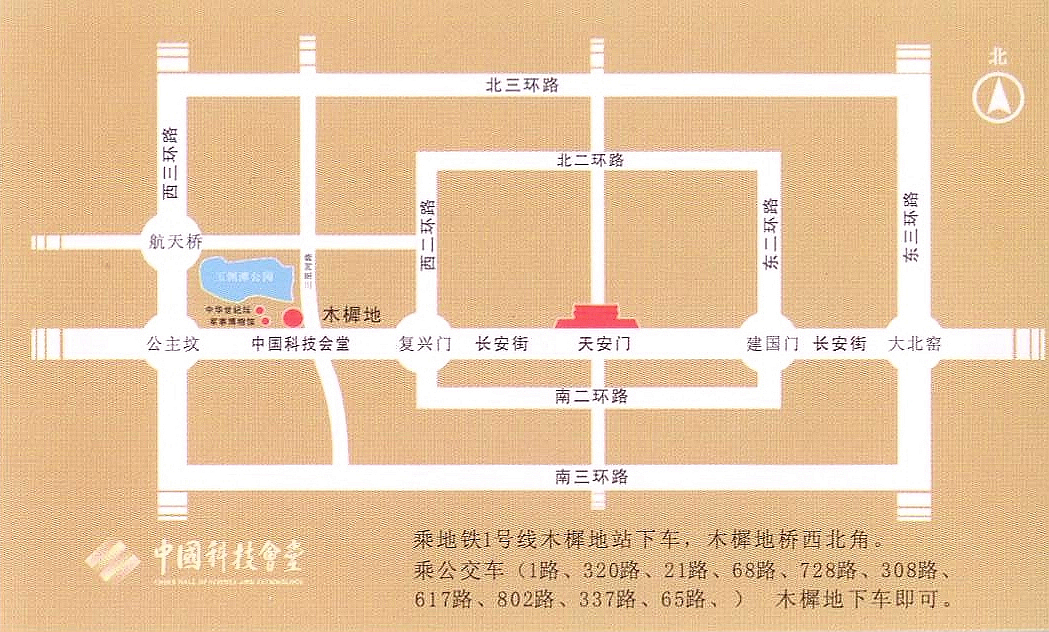 北
北三环路
北二环路
西三环路
西二环路
东二环路
东三环路
航天桥
玉渊潭公园
三里河路
中华世纪坛
军事博物馆
木樨地
公主坟
中国科技会堂
复兴门
长安街
天安门
建国门
长安街
大北窑
南二环路
南三环路
中國科技會堂
CHINA HALL OF SCIENCE AND TECHNOLOGY
乘地铁1号线木樨地站下车，木樨地桥西北角。
乘公交车（1路、320路、21路、68路、728路、308路、
617路、802路、337路、65路、） 木樨地下车即可。